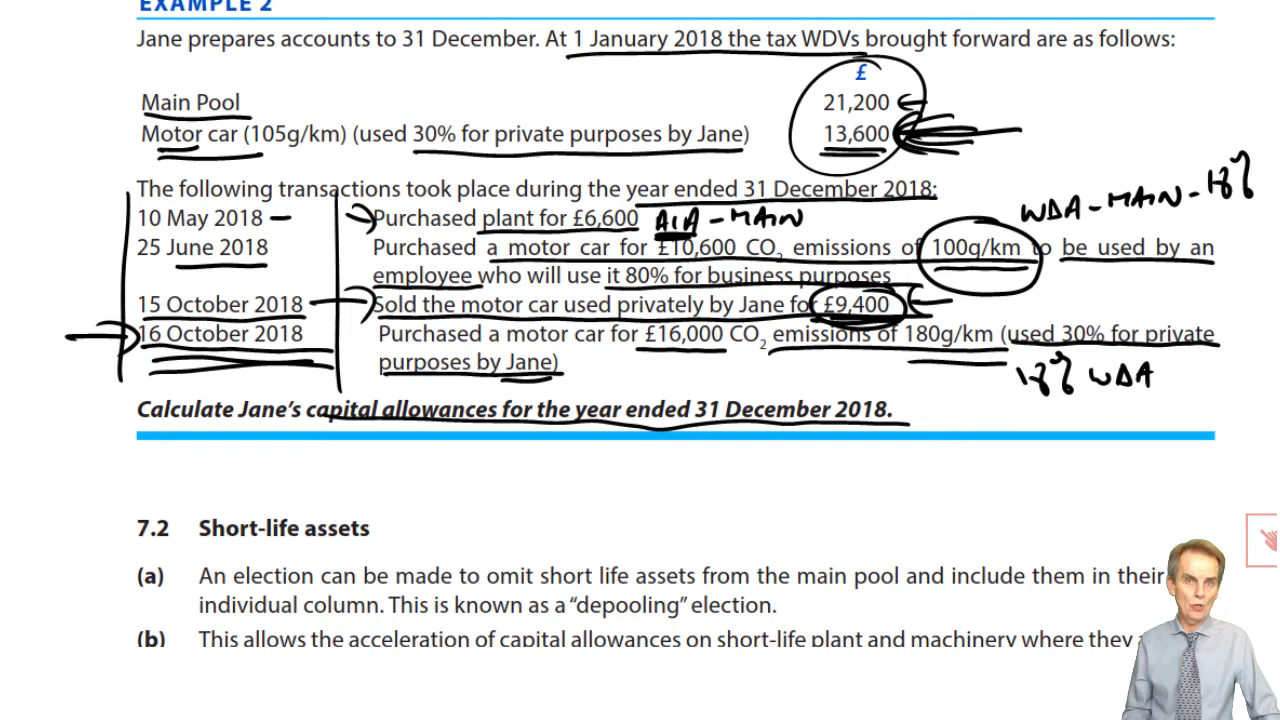 EXAMPLE 2
Jane prepares accounts to 31 December. At 1 January 2018 the tax WDVs brought forward are as follows:
£
Main Pool 21,200
Motor car (105g/km) (used 30% for private purposes by Jane) 13,600
The following transactions took place during the year ended 31 December 2018:
WDA - MAIN - 18%
10 May 2018 Purchased plant for £6,600 AIA - MAIN
25 June 2018 Purchased a motor car for £10,600 CO2 emissions of 100g/km to be used by an
employee who will use it 80% for business purposes
15 October 2018 Sold the motor car used privately by Jane for £9,400
16 October 2018 Purchased a motor car for £16,000 CO2 emissions of 180g/km (used 30% for private
purposes by Jane)
18% WDA
Calculate Jane's capital allowances for the year ended 31 December 2018.
7.2 Short-life assets
(a) An election can be made to omit short life assets from the main pool and include them in their
individual column. This is known as a “depooling” election.
(b) This allows the acceleration of capital allowances on short-life plant and machinery where they